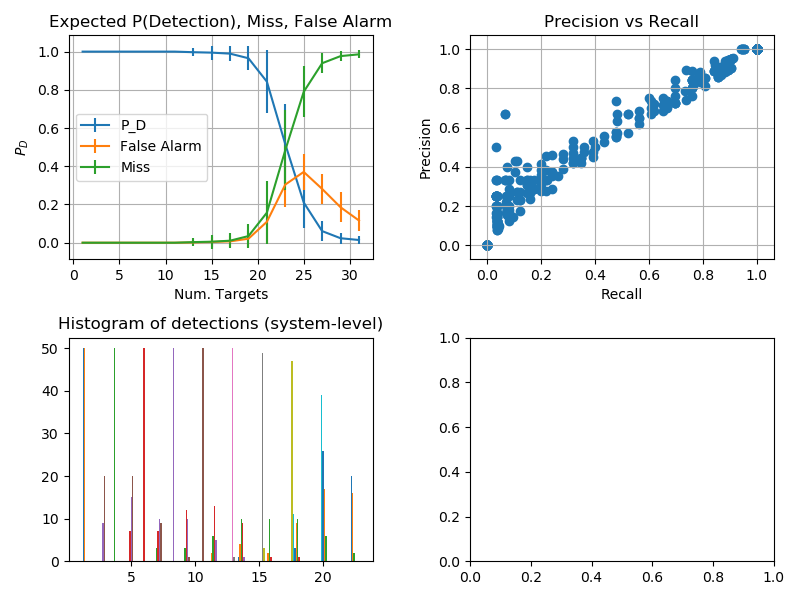 Expected P(Detection), Miss, False Alarm
1.0
0.8
0.6
0.4
0.2
0.0
P_D
P_D
False Alarm
Miss
0 5 10 15 20 25 30
Num. Targets
Precision vs Recall
1.0
0.8
0.6
0.4
0.2
0.0
Precision
0.0 0.2 0.4 0.6 0.8 1.0
Recall
Histogram of detections (system-level)
50
40
30
20
10
0
5 10 15 20
1.0
0.8
0.6
0.4
0.2
0.0
0.0 0.2 0.4 0.6 0.8 1.0